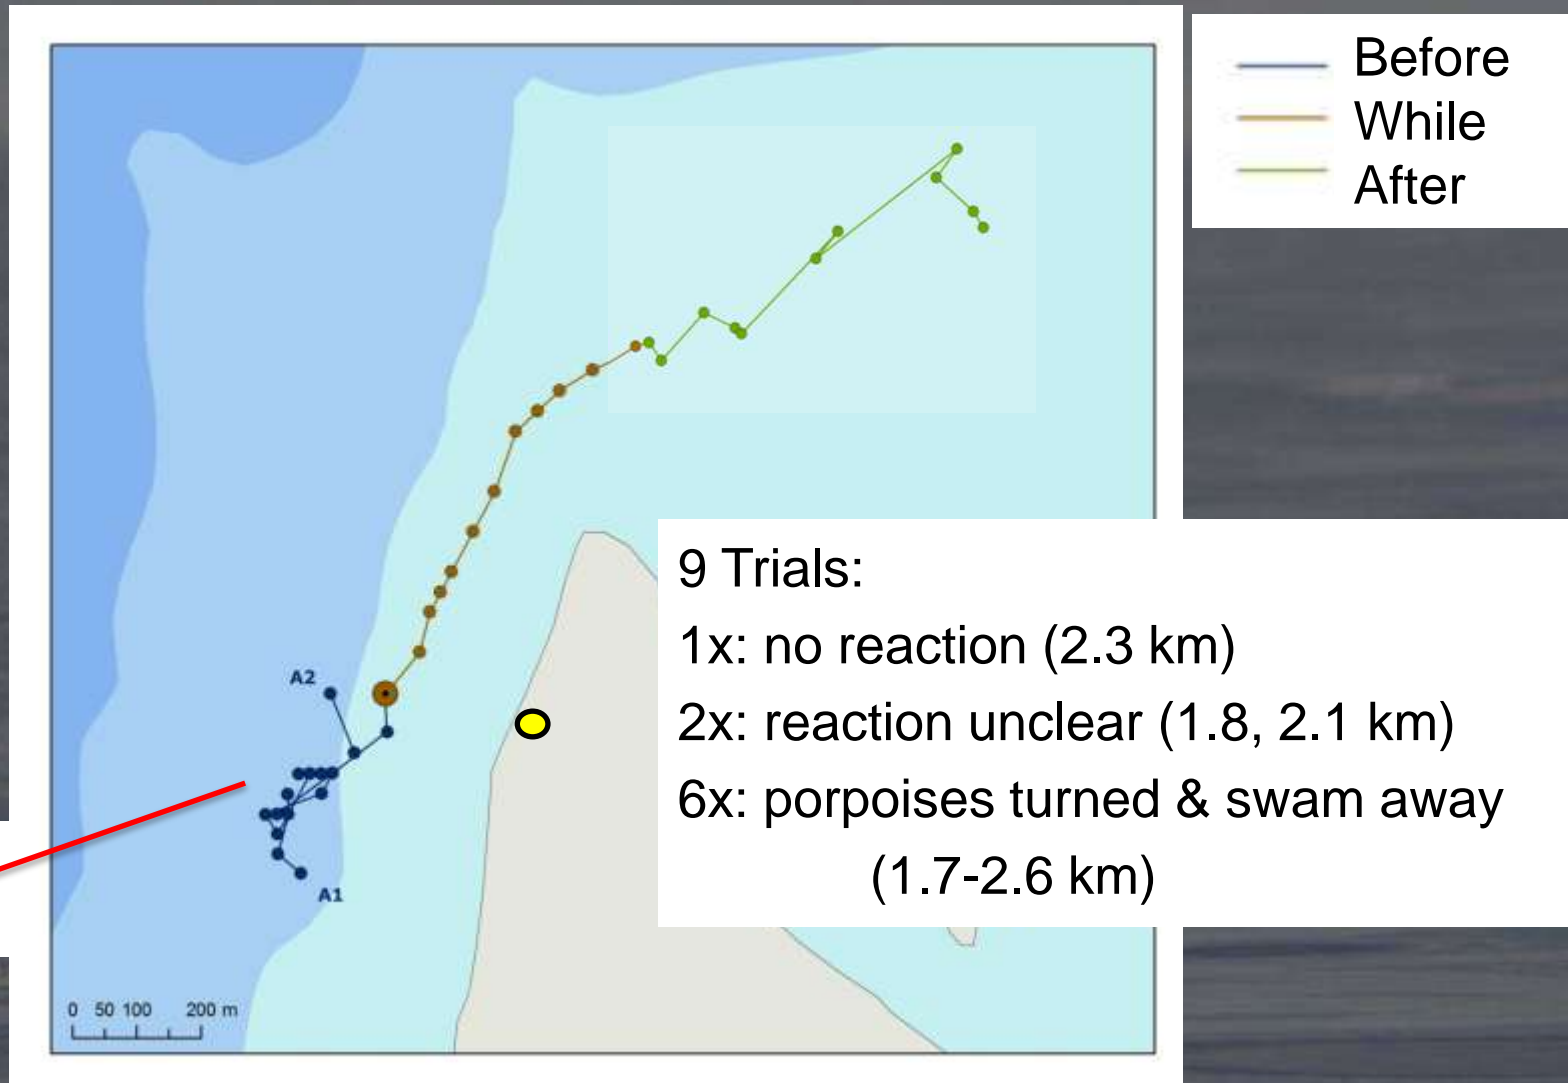 Before
While
After
A2
9 Trials:
1x: no reaction (2.3 km)
2x: reaction unclear (1.8, 2.1 km)
6x: porpoises turned & swam away
(1.7-2.6 km)
A1
0 50 100 200 m